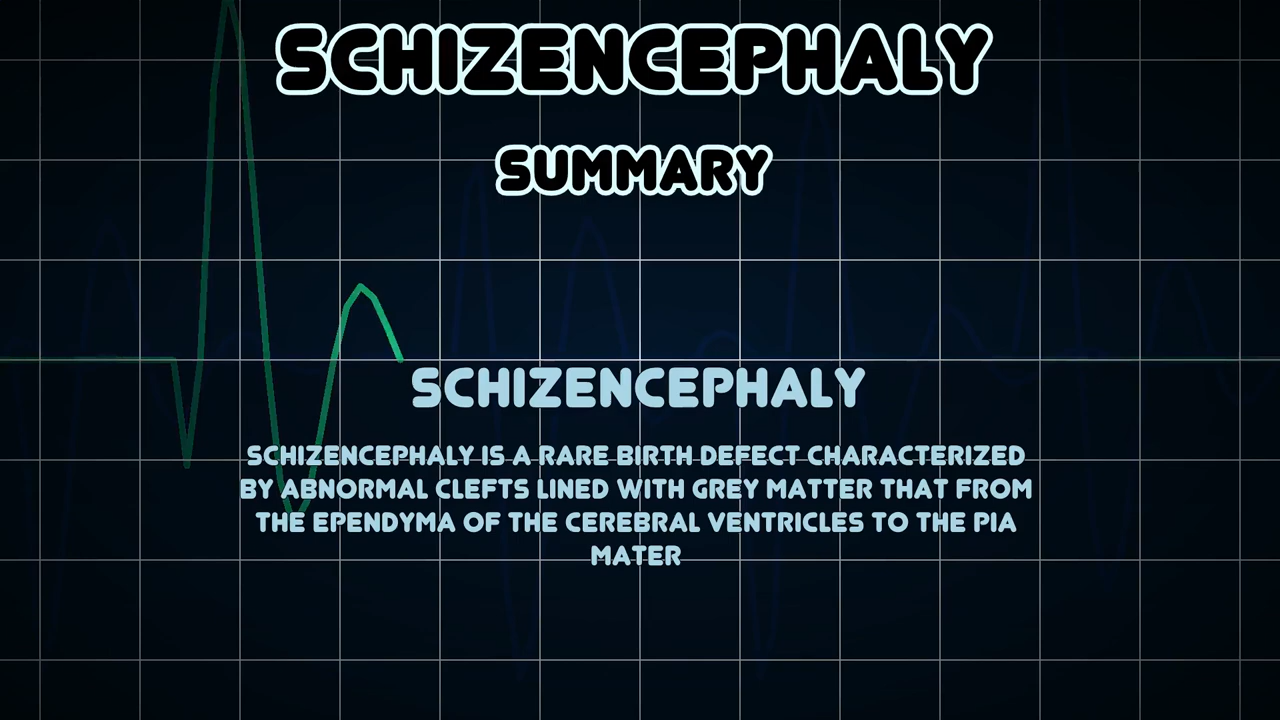 SCHIZENCEPHALY
SUMMARY
SCHIZENCEPHALY
SCHIZENCEPHALY IS A RARE BIRTH DEFECT CHARACTERIZED
BY ABNORMAL CLEFTS LINED WITH GREY MATTER THAT FROM
THE EPENDYMA OF THE CEREBRAL VENTRICLES TO THE PIA
MATER